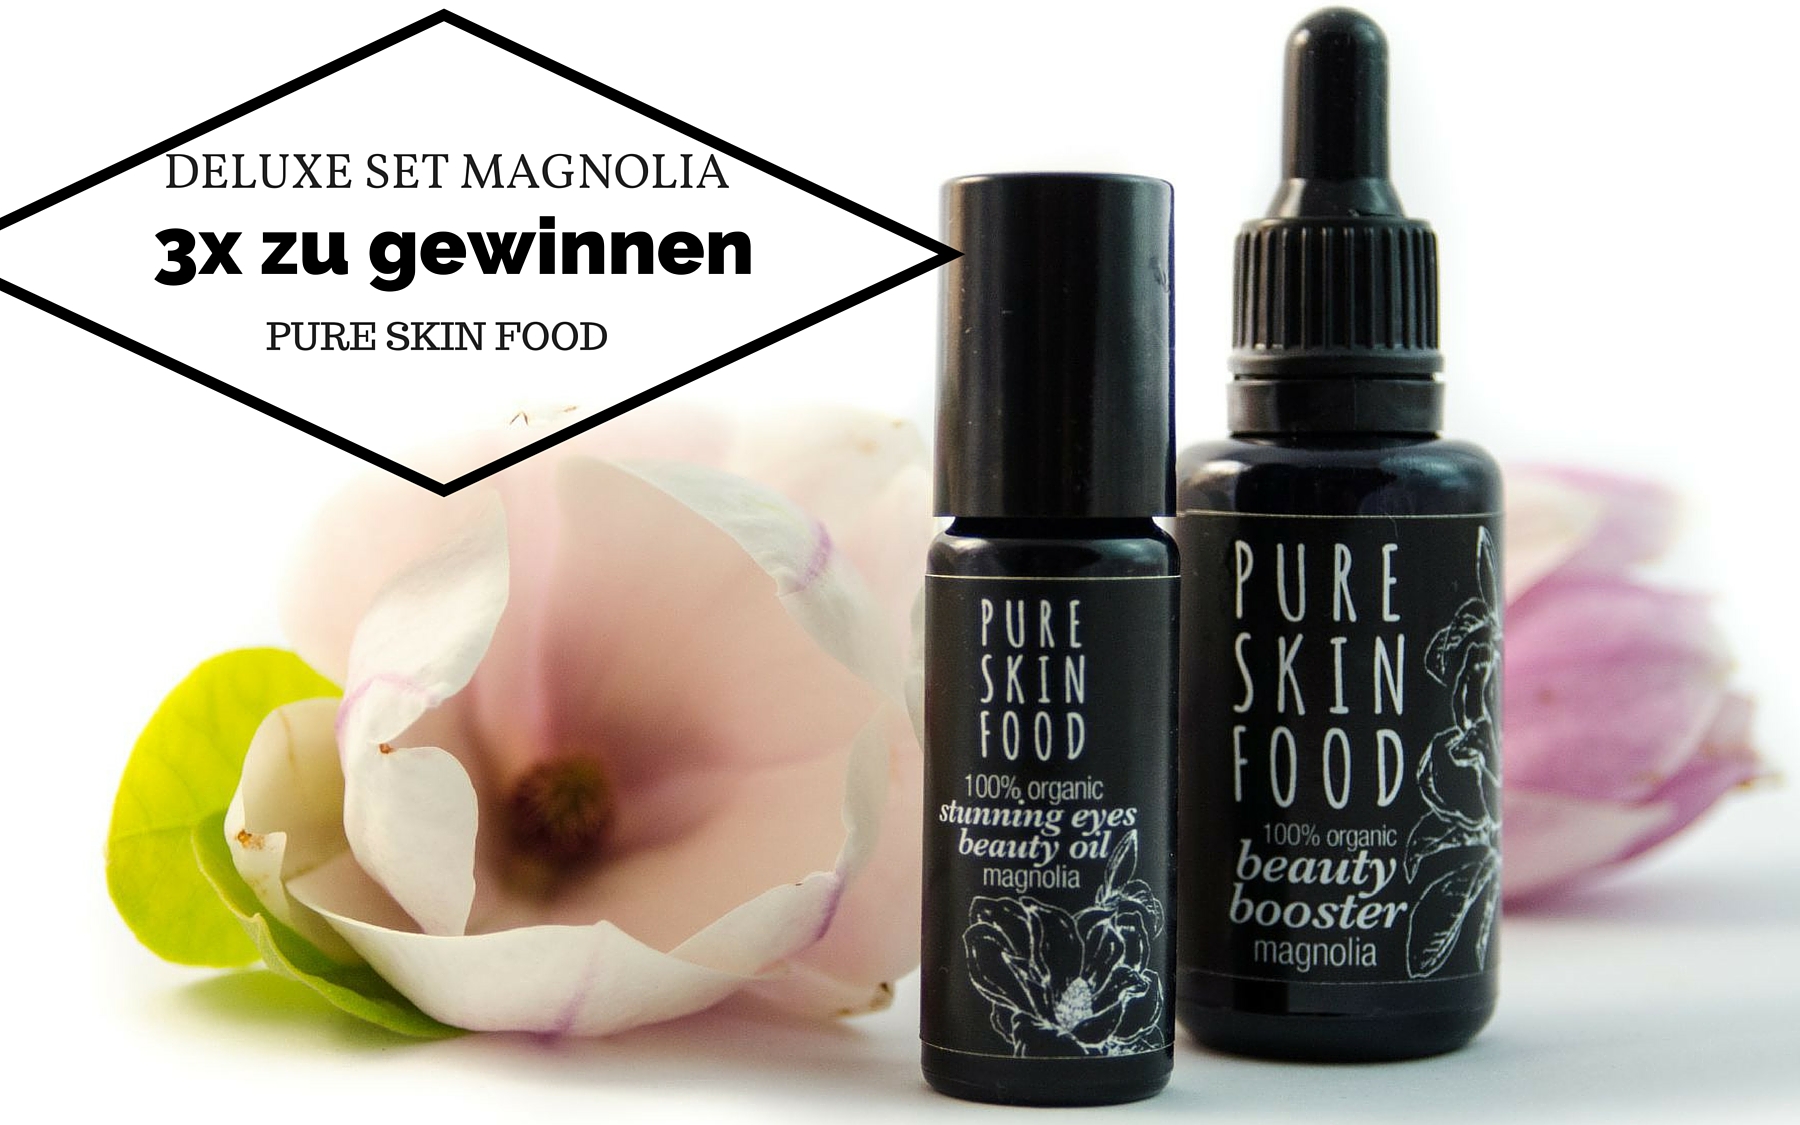 DELUXE SET MAGNOLIA
3x zu gewinnen
PURE SKIN FOOD
PURE
SKIN
FOOD
100% organic
stunning eyes
beauty oil
magnolia
PURE
SKIN
FOOD
100% organic
beauty
booster
magnolia